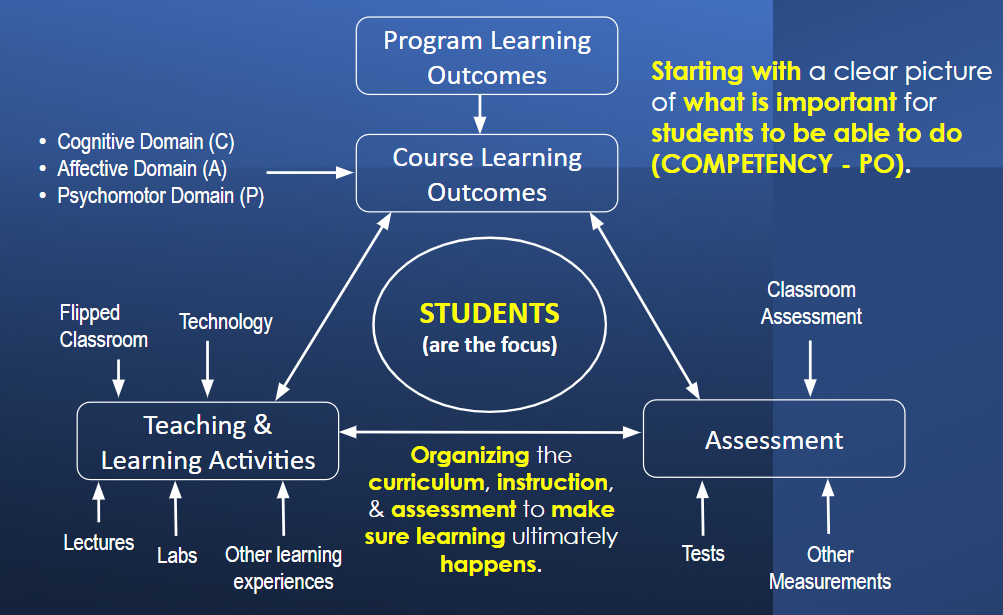 Program Learning
Outcomes
Starting with a clear picture
of what is important for
students to be able to do
(COMPETENCY - PO).
• Cognitive Domain (C)
• Affective Domain (A)
• Psychomotor Domain (P)
Course Learning
Outcomes
Flipped
Classroom
Technology
STUDENTS
(are the focus)
Classroom
Assessment
Teaching &
Learning Activities
Assessment
Organizing the
curriculum, instruction,
& assessment to make
sure learning ultimately
happens.
Lectures
Labs
Other learning
experiences
Tests
Other
Measurements